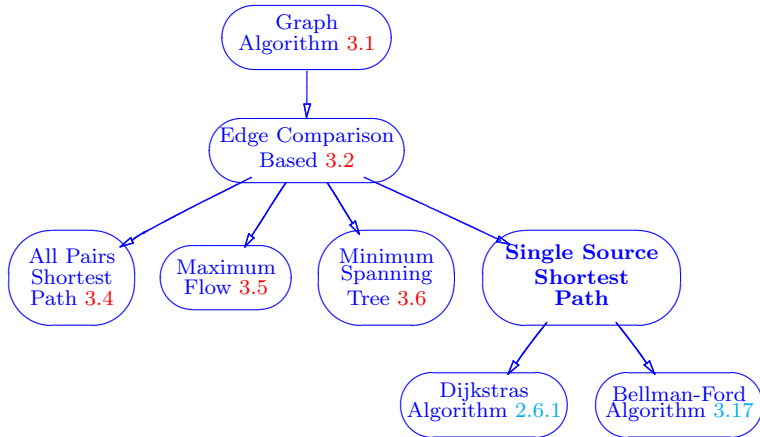 Graph
Algorithm 3.1
Edge Comparison
Based 3.2
All Pairs
Shortest
Path 3.4
Maximum
Flow 3.5
Minimum
Spanning
Tree 3.6
Single Source
Shortest
Path
Dijkstras
Algorithm 2.6.1
Bellman-Ford
Algorithm 3.17